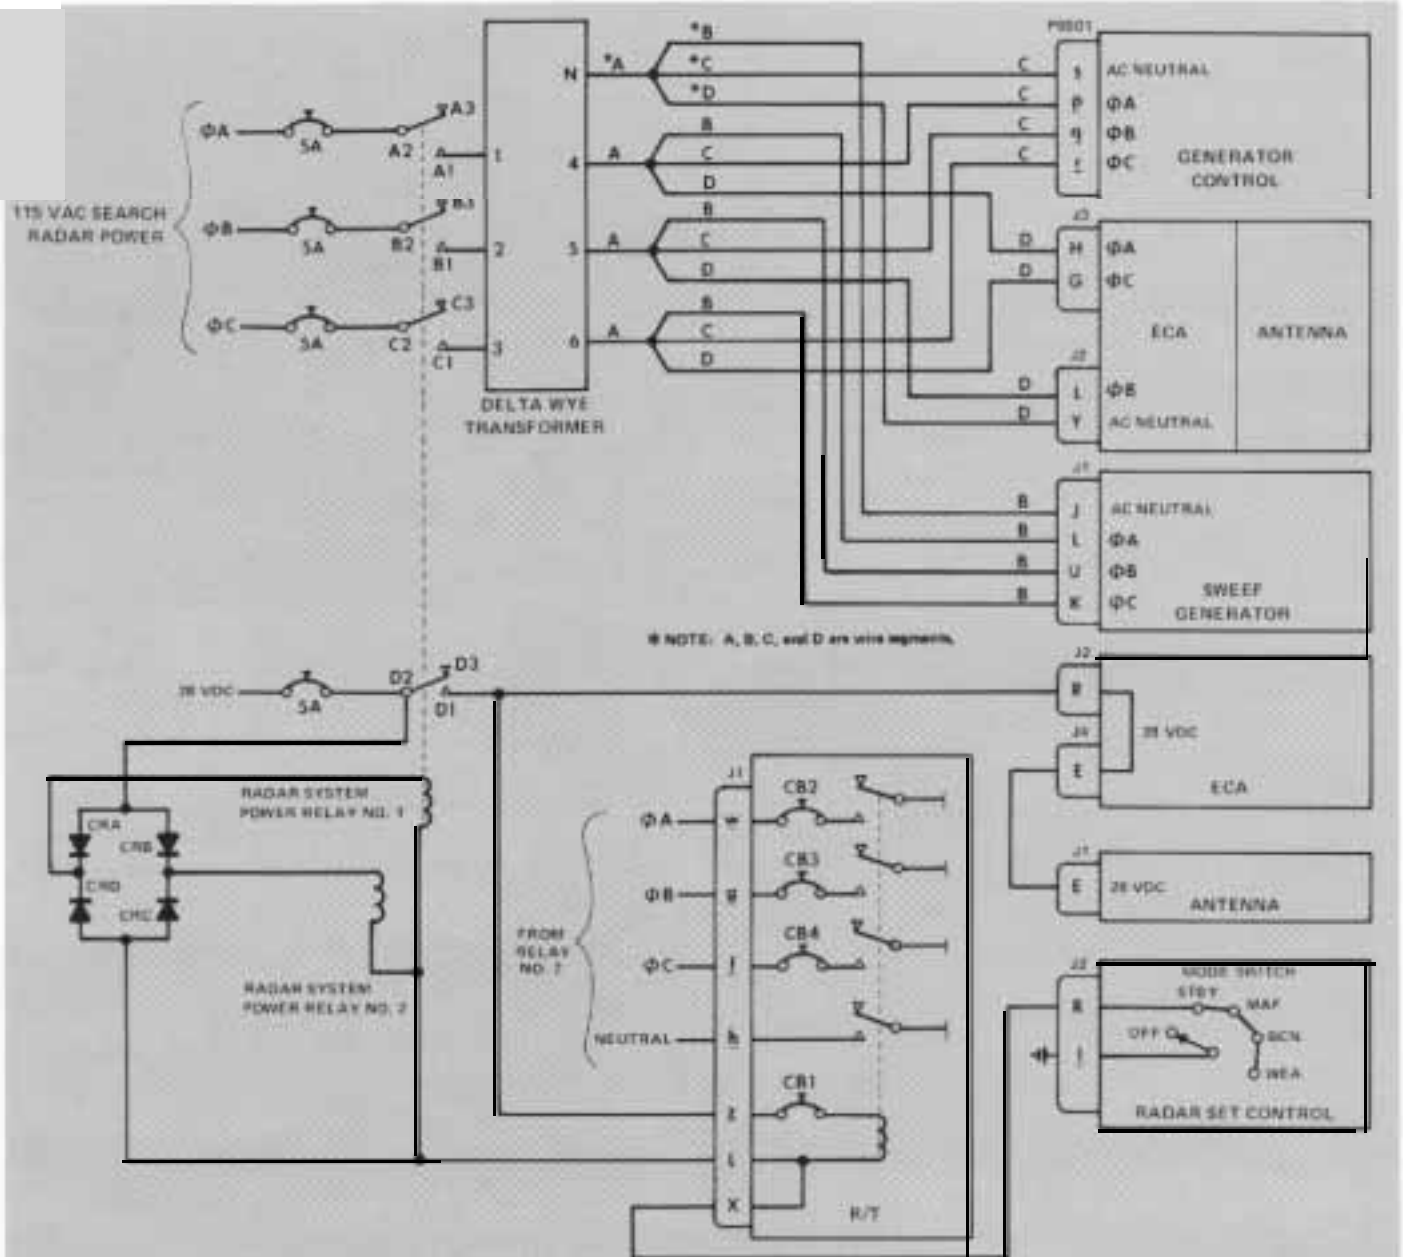 *B
*A
*C
*D
N
P8501
C
s
AC NEUTRAL
C
p
ΦA
C
q
ΦB
C
r
ΦC
GENERATOR
CONTROL
115 VAC SEARCH
RADAR POWER
ΦA
5A
A2
A3
A1
1
ΦB
5A
B2
B3
B1
2
ΦC
5A
C2
C3
C1
3
DELTA WYE
TRANSFORMER
4
A
B
C
D
5
A
B
C
D
6
A
B
C
D
J3
D
H
ΦA
D
G
ΦC
ECA
ANTENNA
J2
D
ΦB
D
Y
AC NEUTRAL
J1
B
J
AC NEUTRAL
B
L
ΦA
B
U
ΦB
B
K
ΦC
SWEEP
GENERATOR
* NOTE: A, B, C, and D are wire segments.
28 VDC
5A
D2
D3
D1
J2
R
J4
E
28 VDC
ECA
J1
E
28 VDC
ANTENNA
RADAR SYSTEM
POWER RELAY NO. 1
CRA
CRB
CRD
CRC
RADAR SYSTEM
POWER RELAY NO. 2
FROM
RELAY
NO. 2
J1
ΦA
CB2
ΦB
g
CB3
ΦC
f
CB4
NEUTRAL
h
CB1
X
R/T
J2
MODE SWITCH
R
STBY
MAP
OFF
BCN
WEA
RADAR SET CONTROL